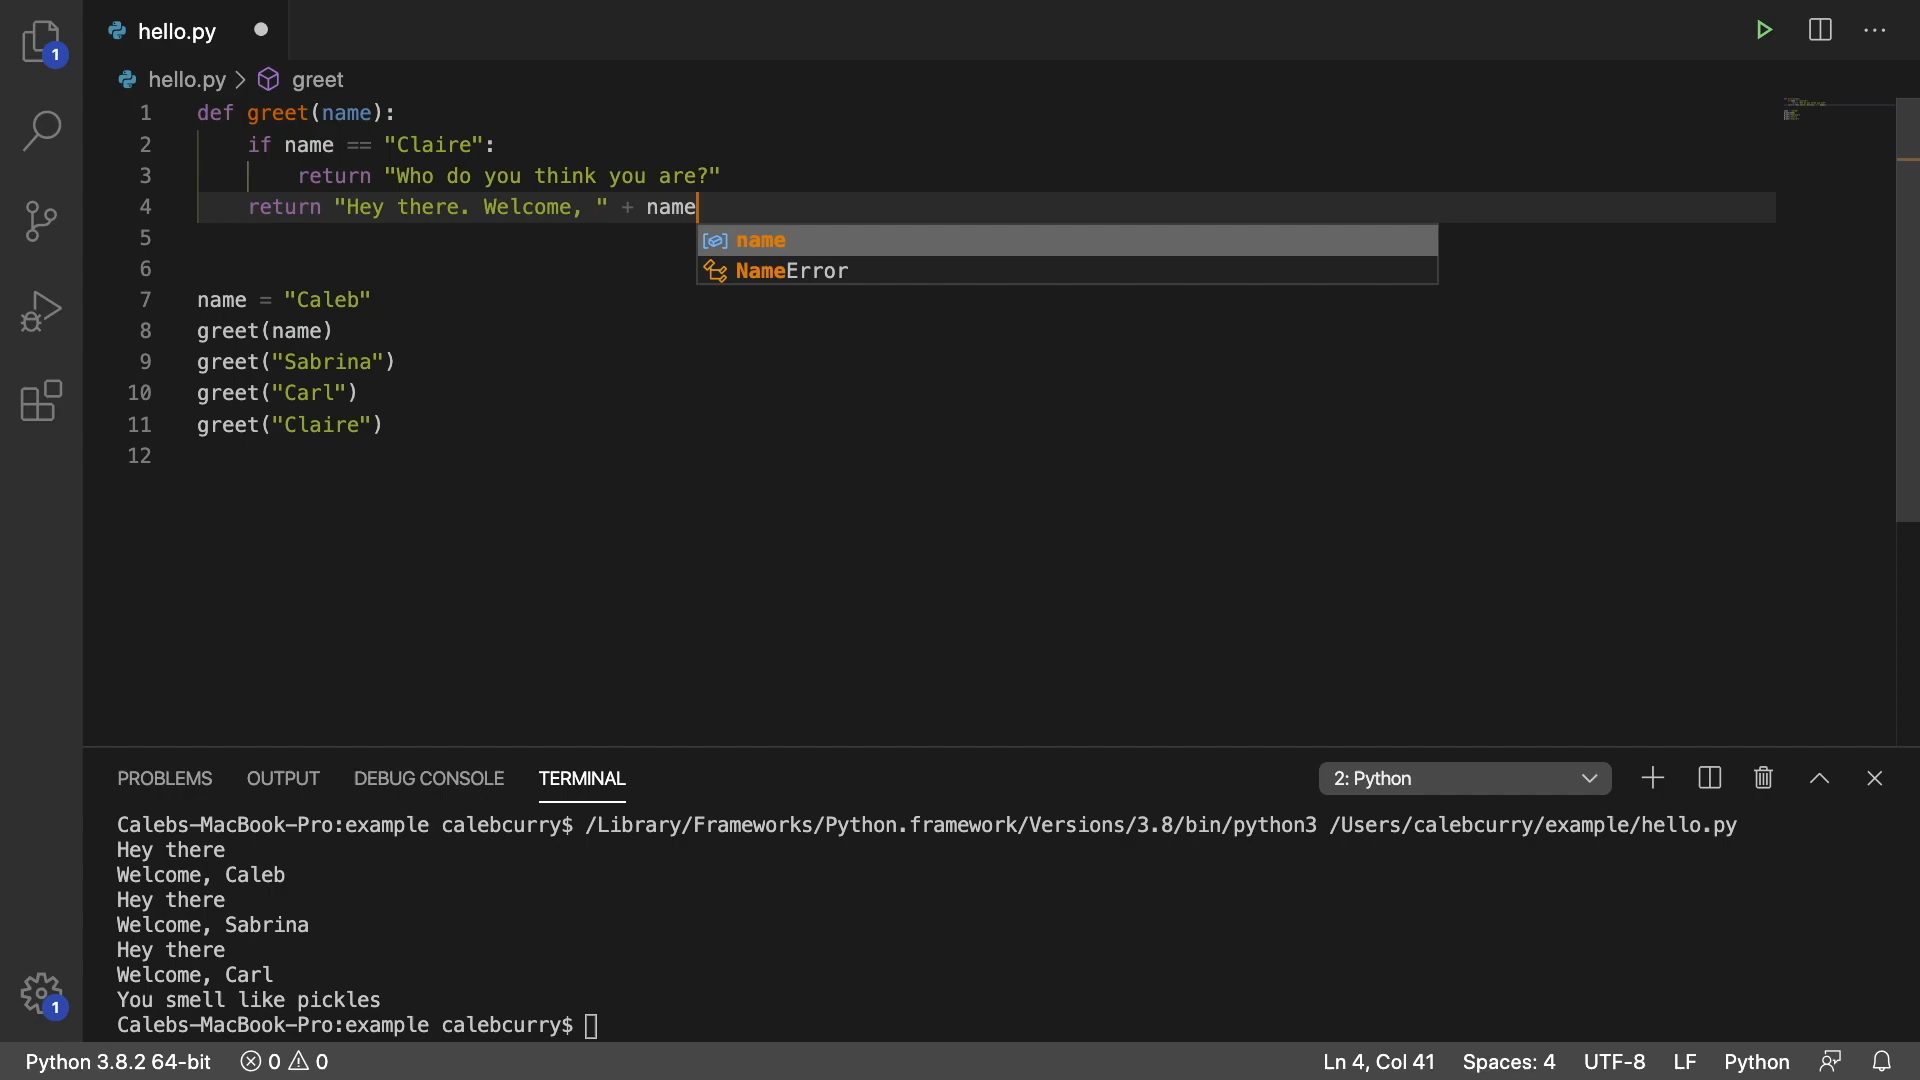 hello.py
hello.py > greet
1 def greet(name):
2 if name == "Claire":
3 return "Who do you think you are?"
4 return "Hey there. Welcome, " + name
name
NameError
5
6
7 name = "Caleb"
8 greet(name)
9 greet("Sabrina")
10 greet("Carl")
11 greet("Claire")
12
1
1
PROBLEMS OUTPUT DEBUG CONSOLE TERMINAL 2: Python
Calebs-MacBook-Pro:example calebcurry$ /Library/Frameworks/Python.framework/Versions/3.8/bin/python3 /Users/calebcurry/example/hello.py
Hey there
Welcome, Caleb
Hey there
Welcome, Sabrina
Hey there
Welcome, Carl
You smell like pickles
Calebs-MacBook-Pro:example calebcurry$
Python 3.8.2 64-bit 0 0 Ln 4, Col 41 Spaces: 4 UTF-8 LF Python